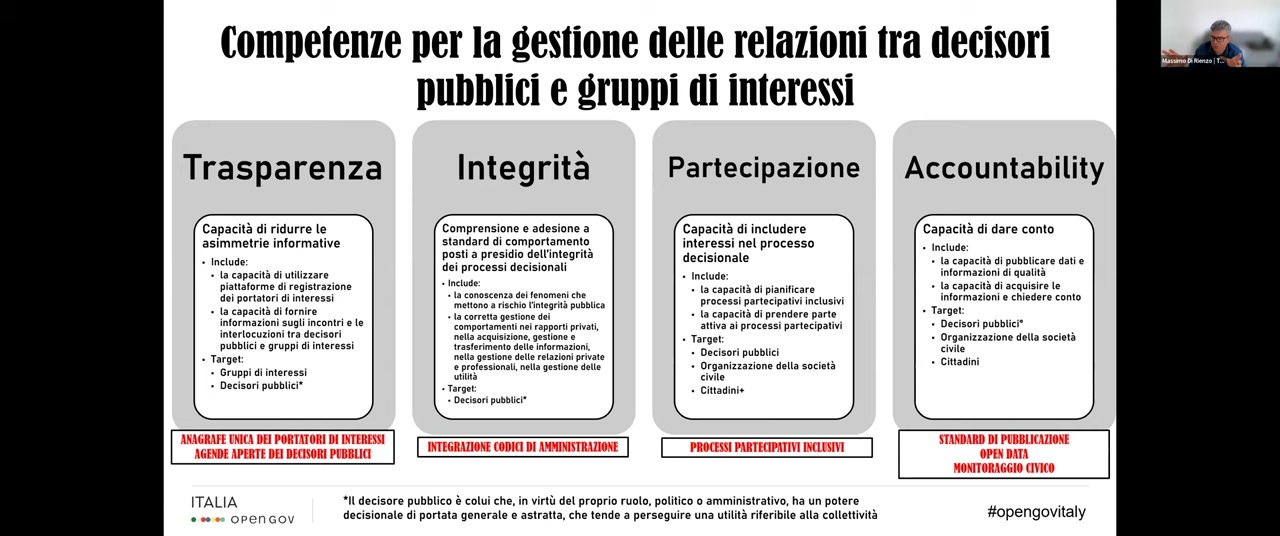 Competenze per la gestione delle relazioni tra decisori
pubblici e gruppi di interessi
Trasparenza
Capacità di ridurre le
asimmetrie informative
• Include:
• la capacità di utilizzare
piattaforme di registrazione
dei portatori di interessi
• la capacità di fornire
informazioni sugli incontri e le
interlocuzioni tra decisori
pubblici e gruppi di interessi
• Target:
• Gruppi di interessi
• Decisori pubblici*
ANAGRAFE UNICA DEI PORTATORI DI INTERESSI
AGENDE APERTE DEI DECISORI PUBBLICI
Integrità
Comprensione e adesione a
standard di comportamento
posti a presidio dell'integrità
dei processi decisionali
• Include:
• la conoscenza dei fenomeni che
mettono a rischio l'integrità pubblica
• la corretta gestione dei
comportamenti nei rapporti privati,
nella acquisizione, gestione e
trasferimento delle informazioni,
nella gestione delle relazioni private
e professionali, nella gestione delle
utilità
• Target:
• Decisori pubblici*
INTEGRAZIONE CODICI DI AMMINISTRAZIONE
Partecipazione
Capacità di includere
interessi nel processo
decisionale
• Include:
• la capacità di pianificare
processi partecipativi inclusivi
• la capacità di prendere parte
attiva ai processi partecipativi
• Target:
• Decisori pubblici
• Organizzazione della società
civile
• Cittadini+
PROCESSI PARTECIPATIVI INCLUSIVI
Accountability
Capacità di dare conto
• Include:
• la capacità di pubblicare dati e
informazioni di qualità
• la capacità di acquisire le
informazioni e chiedere conto
• Target:
• Decisori pubblici*
• Organizzazione della società
civile
• Cittadini
STANDARD DI PUBBLICAZIONE
OPEN DATA
MONITORAGGIO CIVICO
ITALIA
OPEN GOV
*Il decisore pubblico è colui che, in virtù del proprio ruolo, politico o amministrativo, ha un potere
decisionale di portata generale e astratta, che tende a perseguire una utilità riferibile alla collettività
#opengovitaly
Massimo Di Rienzo | T...